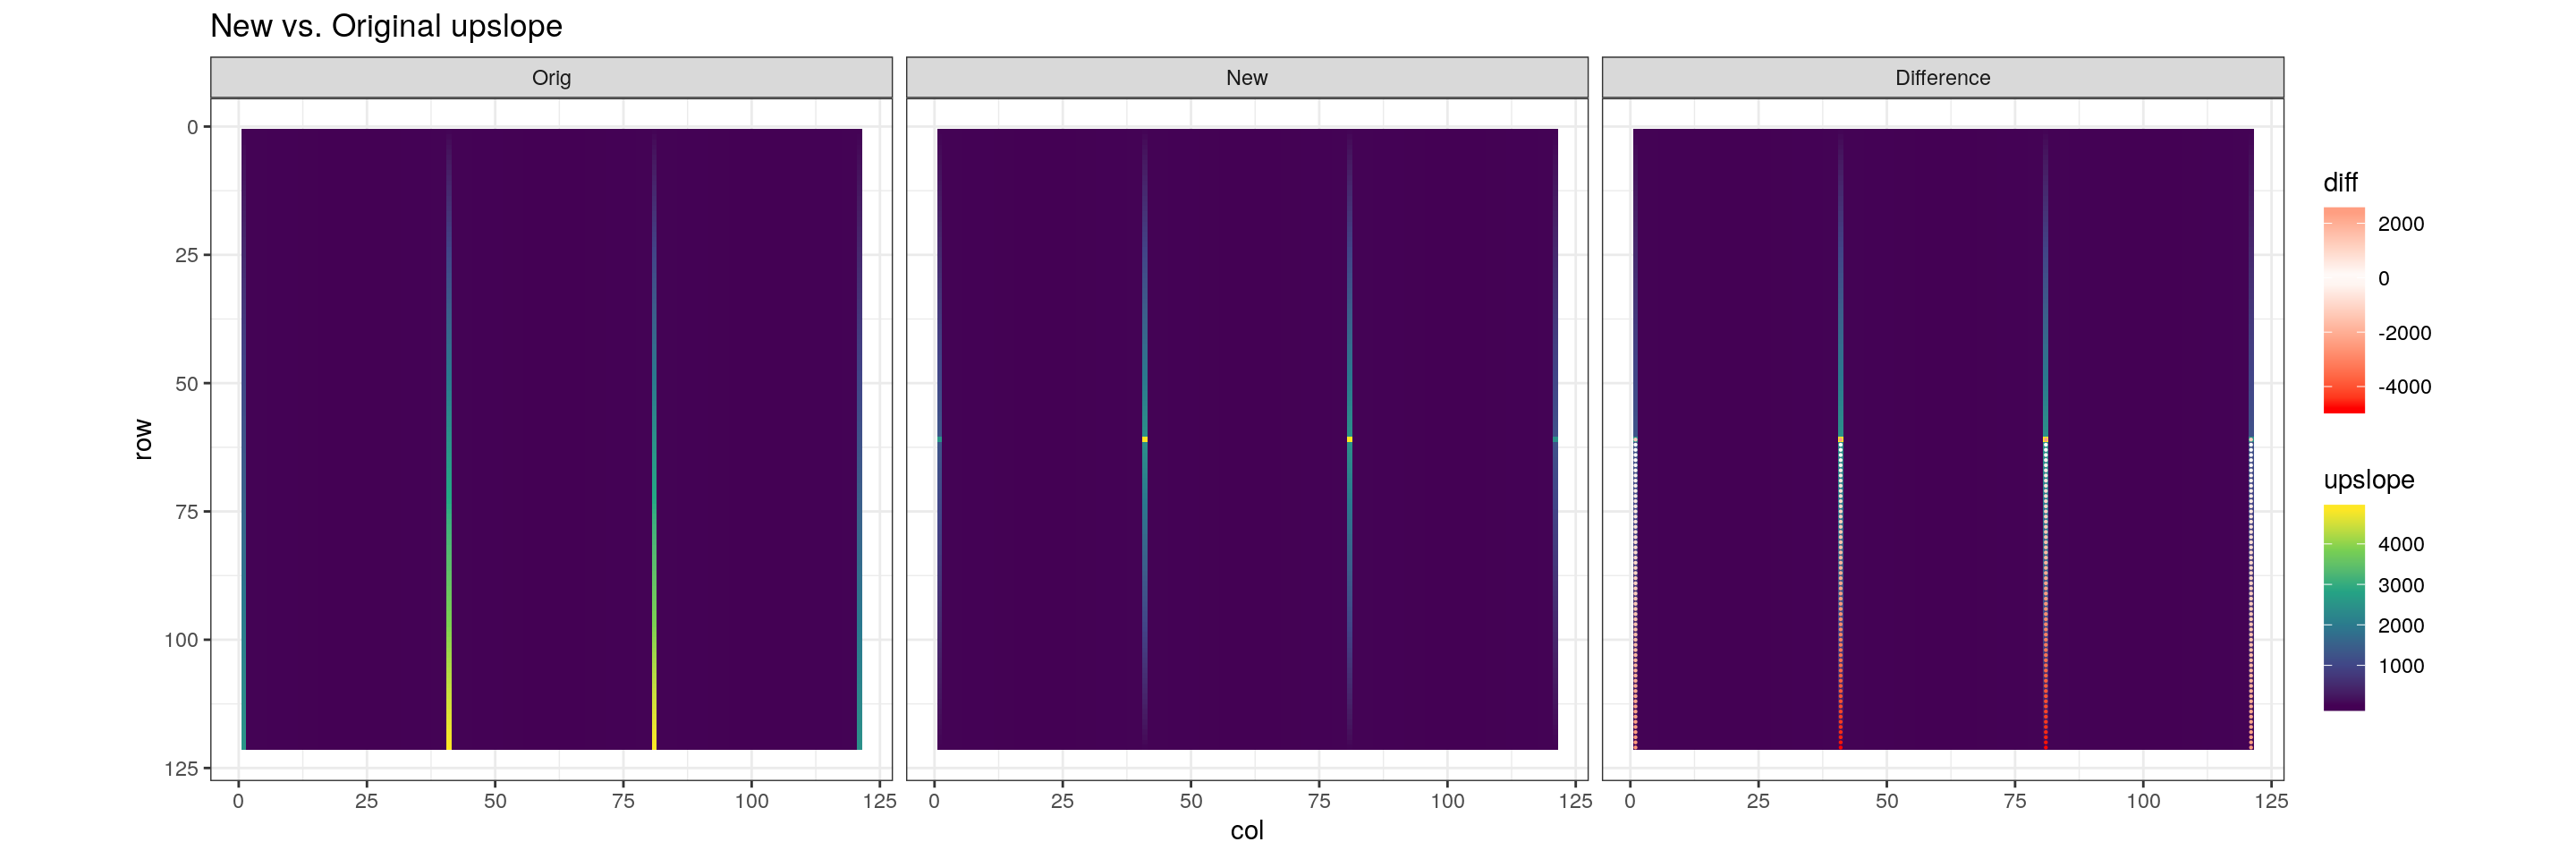 New vs. Original upslope
Orig
New
Difference
row
0
25
50
75
100
125
0 25 50 75 100 125
0 25 50 75 100 125
0 25 50 75 100 125
col
diff
2000
0
-2000
-4000
upslope
4000
3000
2000
1000